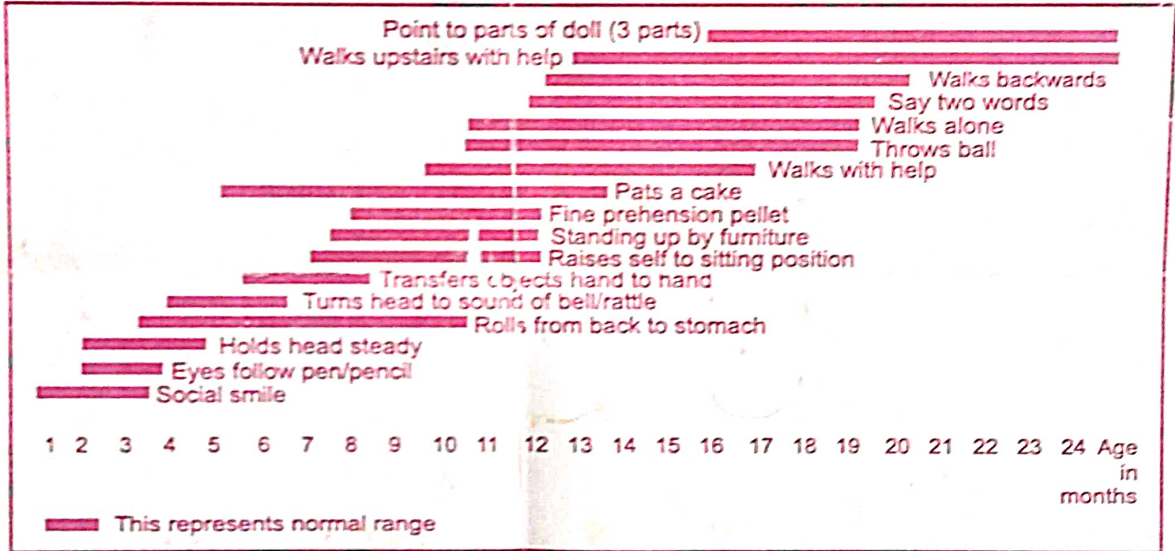 Point to parts of doll (3 parts)
Walks upstairs with help
Walks backwards
Say two words
Walks alone
Throws ball
Walks with help
Pats a cake
Fine prehension pellet
Standing up by furniture
Raises self to sitting position
Transfers objects hand to hand
Turns head to sound of bell/rattle
Rolls from back to stomach
Holds head steady
Eyes follow pen/pencil
Social smile
1 2 3 4 5 6 7 8 9 10 11 12 13 14 15 16 17 18 19 20 21 22 23 24 Age
in
months
This represents normal range